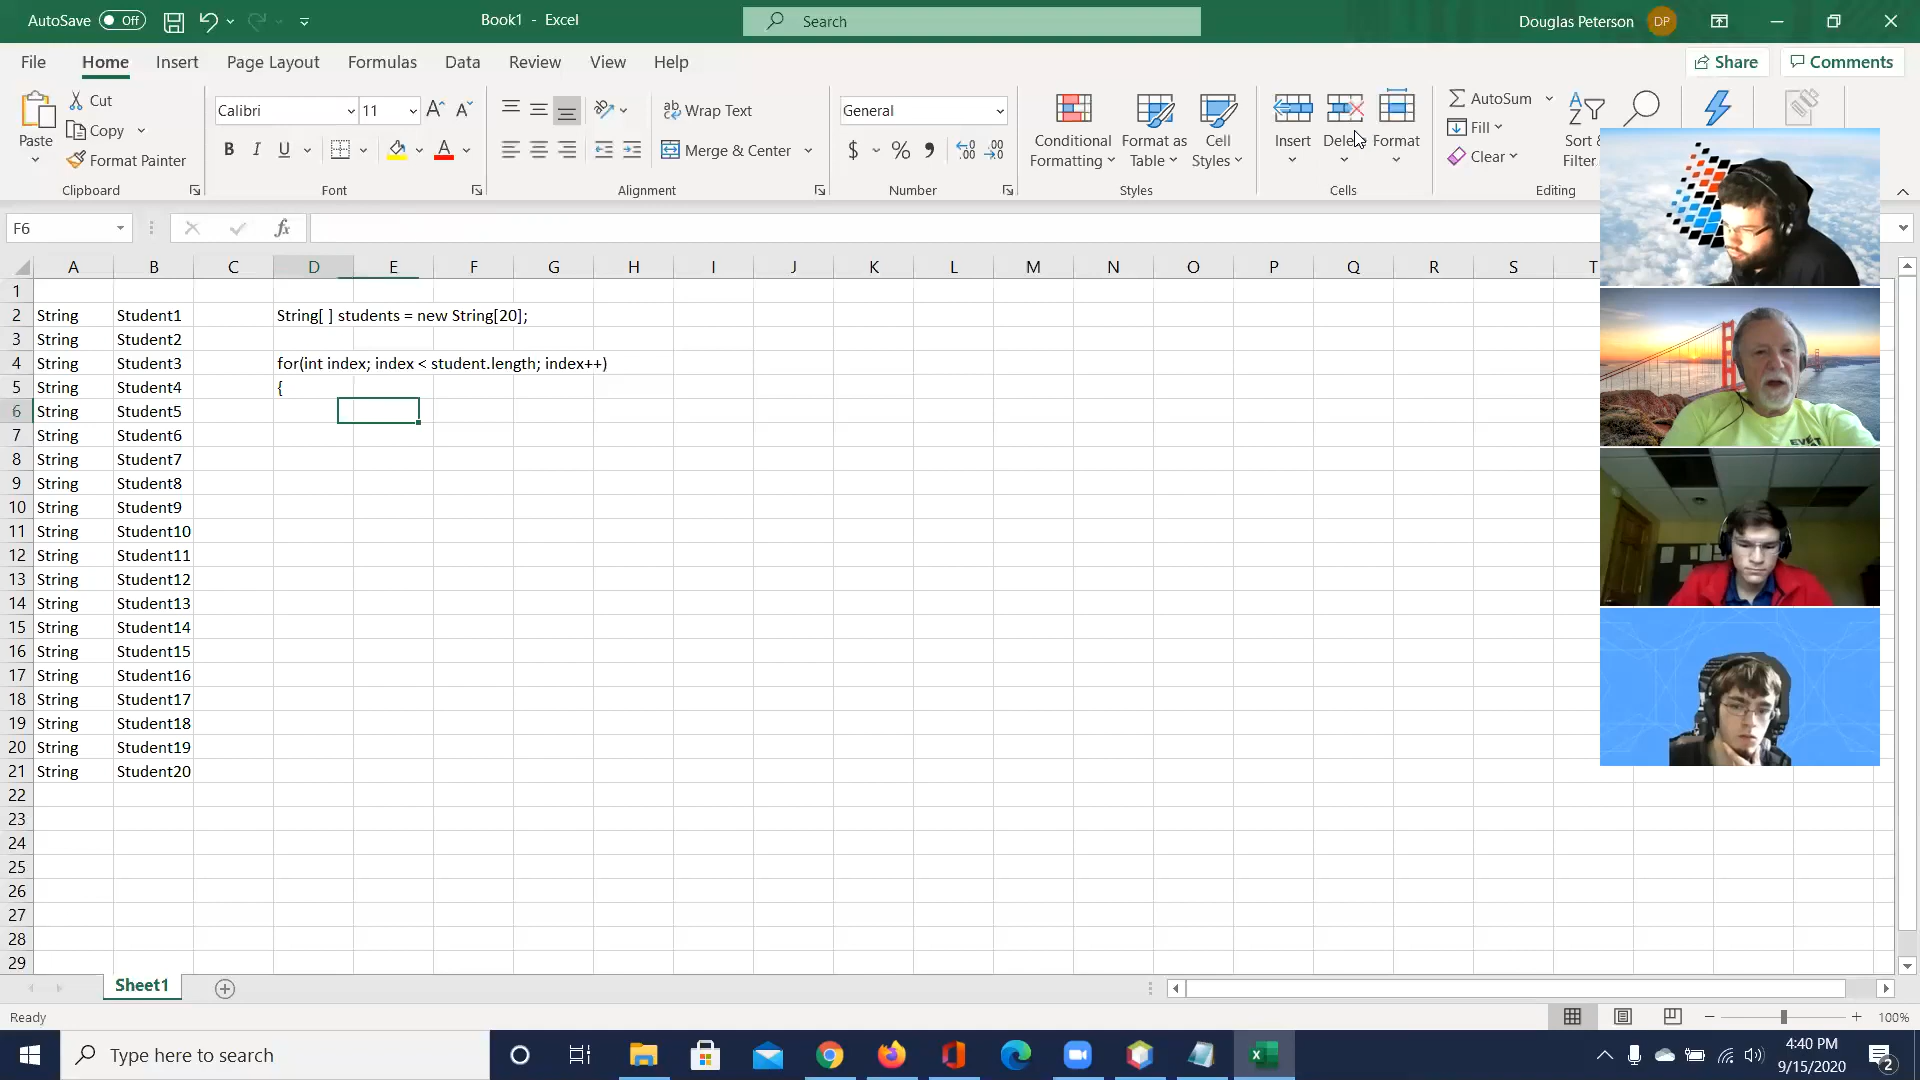 AutoSave Off Book1 - Excel Search Douglas Peterson DP
File Home Insert Page Layout Formulas Data Review View Help Share Comments
Cut
Copy
Format Painter
Paste
Clipboard
Calibri 11
B I U A
Font
Wrap Text
Merge & Center
Alignment
General
$ % 9
Number
Conditional Formatting
Format as Table
Cell Styles
Styles
Insert Delete Format
Cells
AutoSum
Fill
Clear
Sort &
Filter
Editing
F6 fx
A B C D E F G H I J K L M N O P Q R S T
1
2 String Student1 String[ ] students = new String[20];
3 String Student2
4 String Student3 for(int index; index < student.length; index++)
5 String Student4 {
6 String Student5
7 String Student6
8 String Student7
9 String Student8
10 String Student9
11 String Student10
12 String Student11
13 String Student12
14 String Student13
15 String Student14
16 String Student15
17 String Student16
18 String Student17
19 String Student18
20 String Student19
21 String Student20
22
23
24
25
26
27
28
29
Sheet1
Ready 100%
Type here to search 4:40 PM
9/15/2020 2